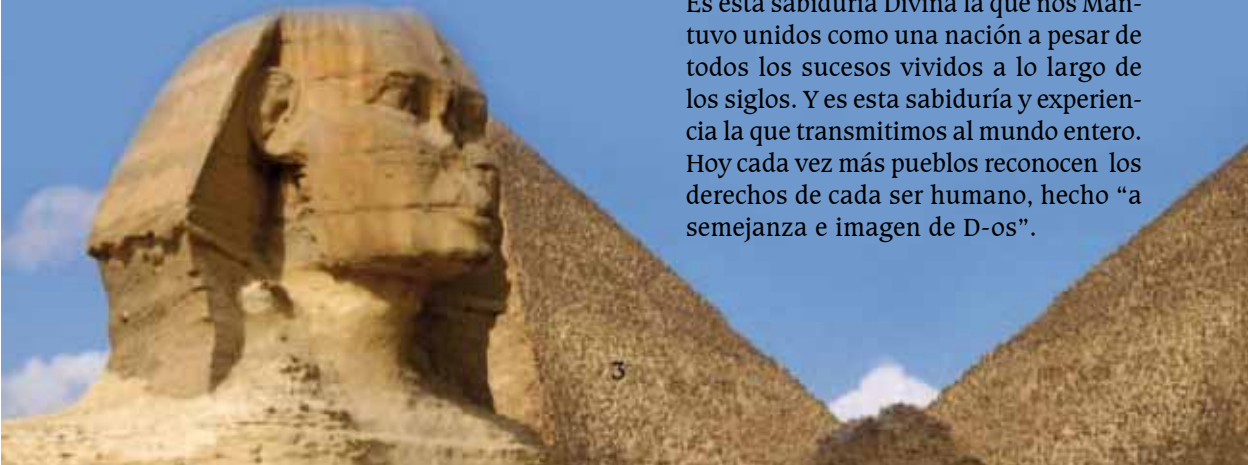 Es esta sabiduría Divina la que nos Man-
tuvo unidos como una nación a pesar de
todos los sucesos vividos a lo largo de
los siglos. Y es esta sabiduría y experien-
cia la que transmitimos al mundo entero.
Hoy cada vez más pueblos reconocen los
derechos de cada ser humano, hecho “a
semejanza e imagen de D-os”.
3